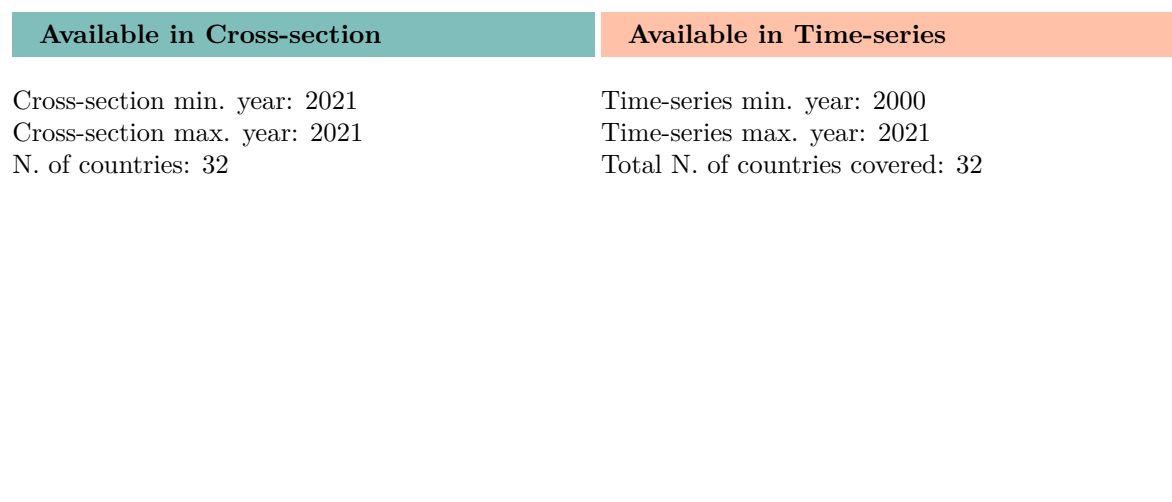 Available in Cross-section
Cross-section min. year: 2021
Cross-section max. year: 2021
N. of countries: 32
Available in Time-series
Time-series min. year: 2000
Time-series max. year: 2021
Total N. of countries covered: 32